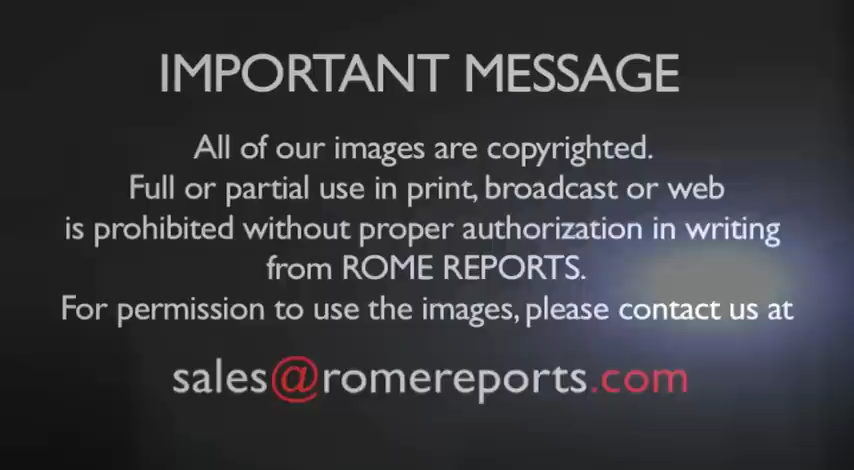 IMPORTANT MESSAGE
All of our images are copyrighted.
Full or partial use in print, broadcast or web
is prohibited without proper authorization in writing
from ROME REPORTS.
For permission to use the images, please contact us at
sales@romereports.com